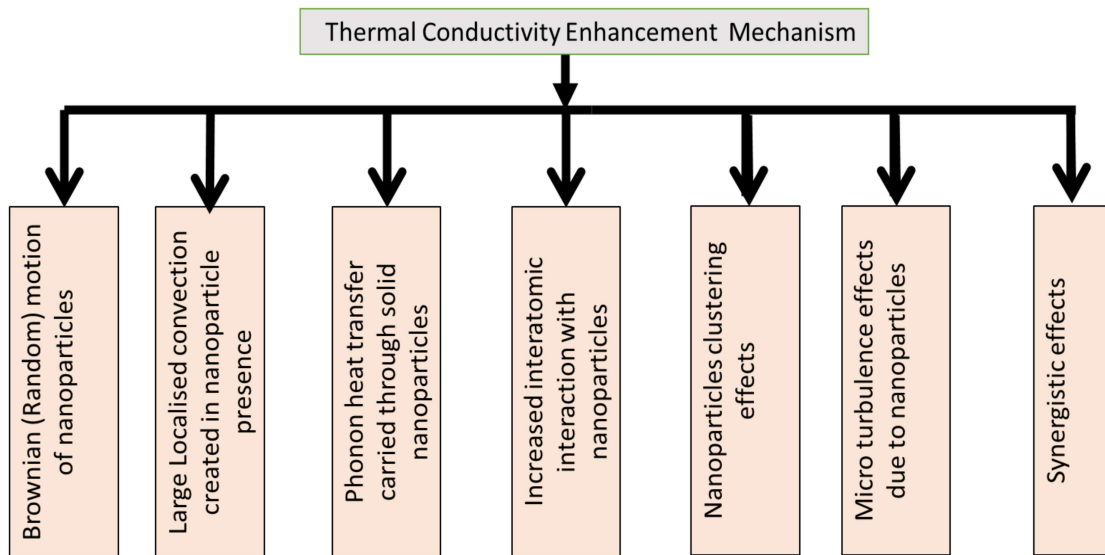 Thermal Conductivity Enhancement Mechanism
Brownian (Random) motion
of nanoparticles
Large Localised convection
created in nanoparticle
presence
Phonon heat transfer
carried through solid
nanoparticles
Increased interatomic
interaction with
nanoparticles
Nanoparticles clustering
effects
Micro turbulence effects
due to nanoparticles
Synergistic effects